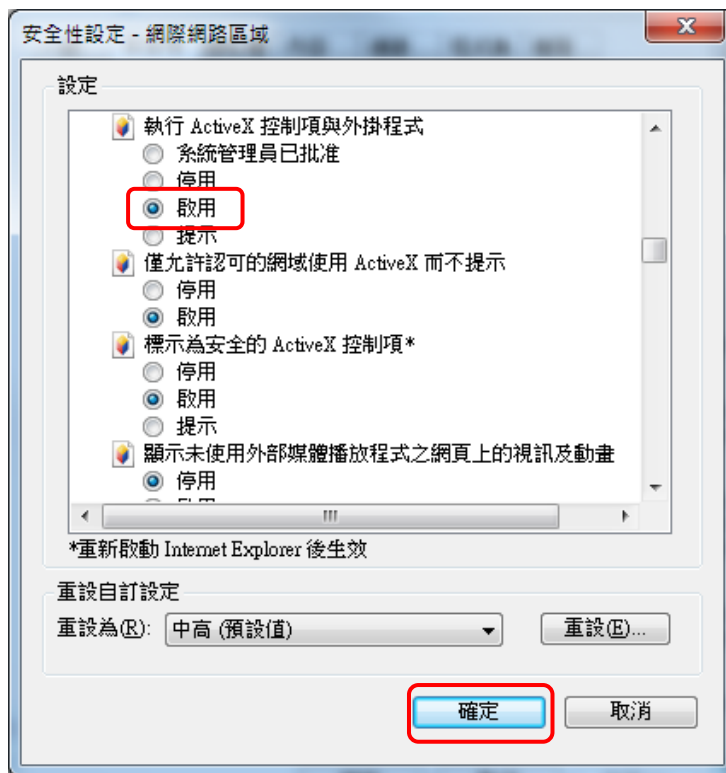 安全性設定 - 網際網路區域
設定
執行 ActiveX 控制項與外掛程式
系統管理員已批准
停用
啟用
提示
僅允許認可的網域使用 ActiveX 而不提示
停用
啟用
標示為安全的 ActiveX 控制項*
停用
啟用
提示
顯示未使用外部媒體播放程式之網頁上的視訊及動畫
停用
*重新啟動 Internet Explorer 後生效
重設自訂設定
重設為(R): 中高 (預設值) 重設(E)...
確定 取消